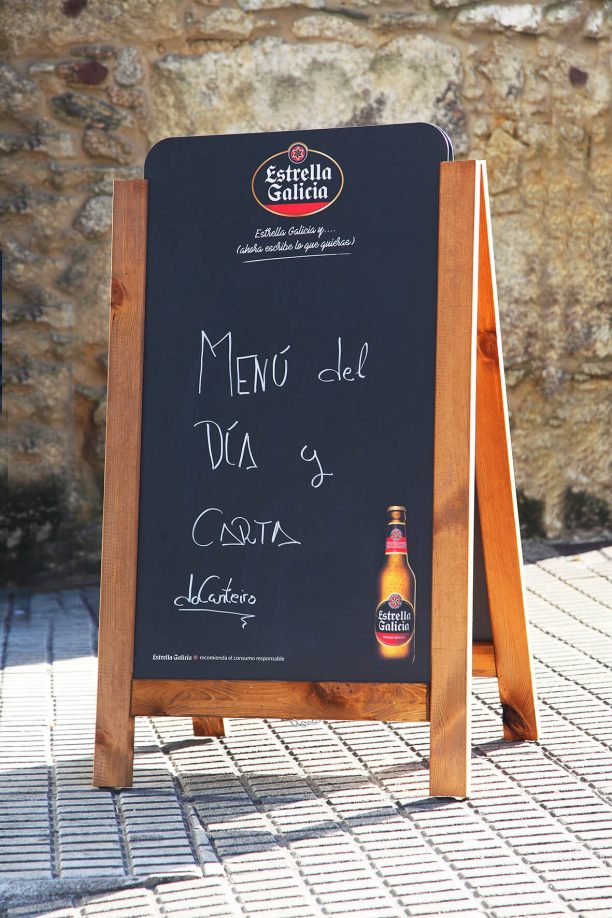 Estrella
Galicia
Estrella Galicia y....
(ahora escribe lo que quieras)
MENÚ del
DÍA y
CARTA
doCanteiro
Estrella
Galicia
Estrella Galicia recomienda el consumo responsable